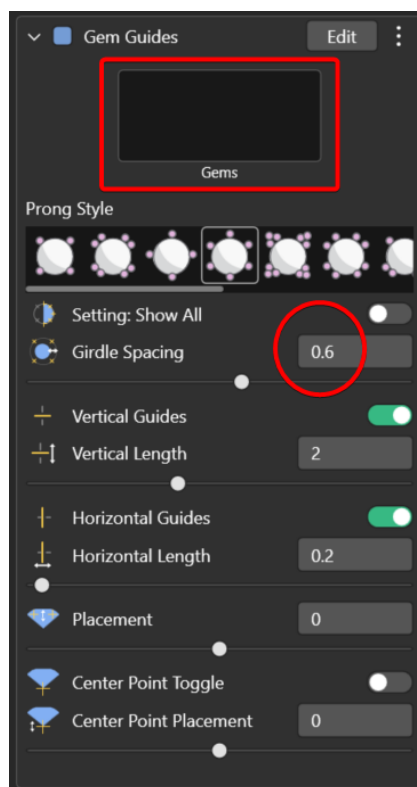 Gem Guides Edit
Gems
Prong Style
Setting: Show All
Girdle Spacing 0.6
Vertical Guides
Vertical Length 2
Horizontal Guides
Horizontal Length 0.2
Placement 0
Center Point Toggle
Center Point Placement 0